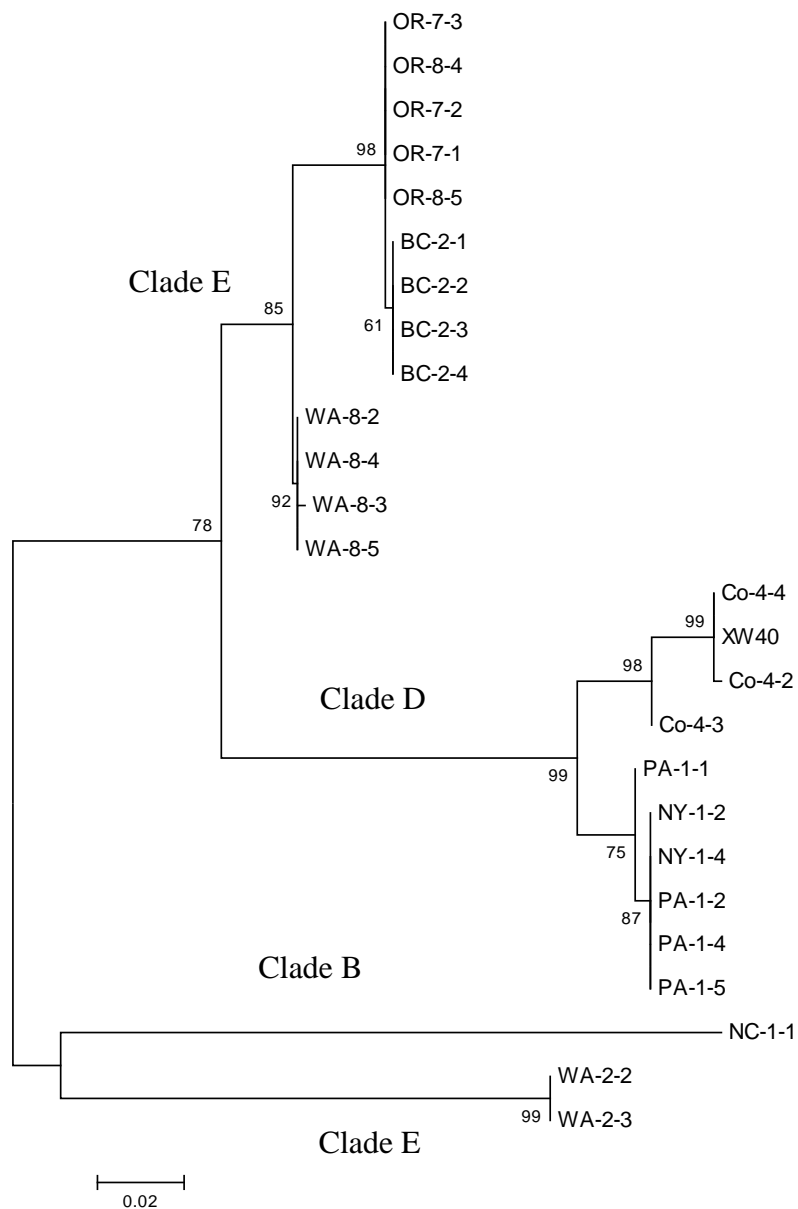 OR-7-3
OR-8-4
OR-7-2
98
OR-7-1
OR-8-5
BC-2-1
Clade E
BC-2-2
85
61
BC-2-3
BC-2-4
WA-8-2
WA-8-4
92
WA-8-3
78
WA-8-5
Co-4-4
99
XW40
98
Co-4-2
Clade D
Co-4-3
99
PA-1-1
NY-1-2
75
NY-1-4
PA-1-2
87
PA-1-4
Clade B
PA-1-5
NC-1-1
WA-2-2
99
WA-2-3
Clade E
0.02